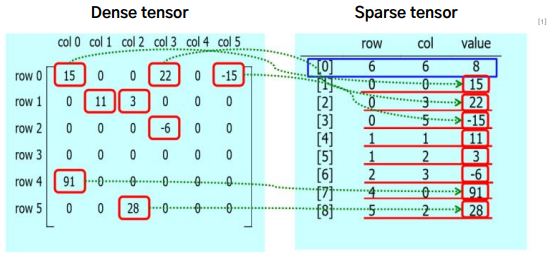 Dense tensor
Sparse tensor
[1]
col 0 col 1 col 2 col 3 col 4 col 5
row 0 15 0 0 22 0 -15
row 1 0 11 3 0 0 0
row 2 0 0 0 -6 0 0
row 3 0 0 0 0 0 0
row 4 91 0 0 0 0 0
row 5 0 0 28 0 0 0
row col value
[0] 6 6 8
[1] 0 0 15
[2] 0 3 22
[3] 0 5 -15
[4] 1 1 11
[5] 1 2 3
[6] 2 3 -6
[7] 4 0 91
[8] 5 2 28